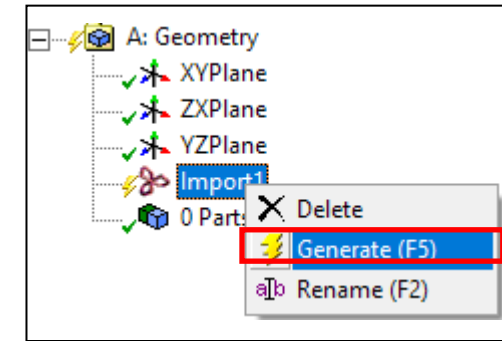 A: Geometry
XYPlane
ZXPlane
YZPlane
Import1
0 Parts
Delete
Generate (F5)
a|b Rename (F2)